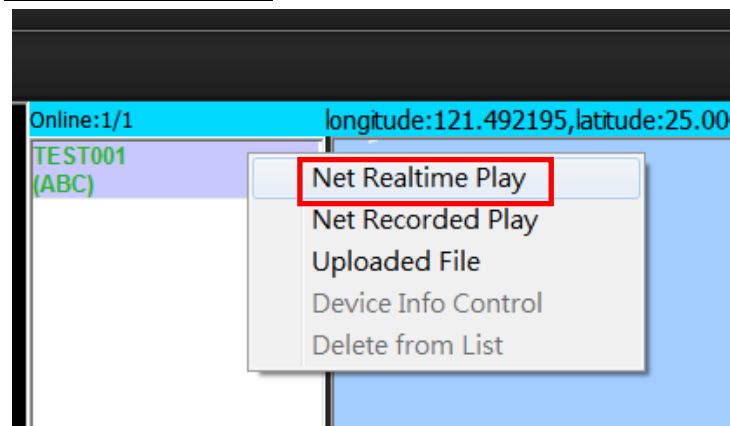 Online:1/1
longitude:121.492195,latitude:25.00
TEST001
(ABC)
Net Realtime Play
Net Recorded Play
Uploaded File
Device Info Control
Delete from List